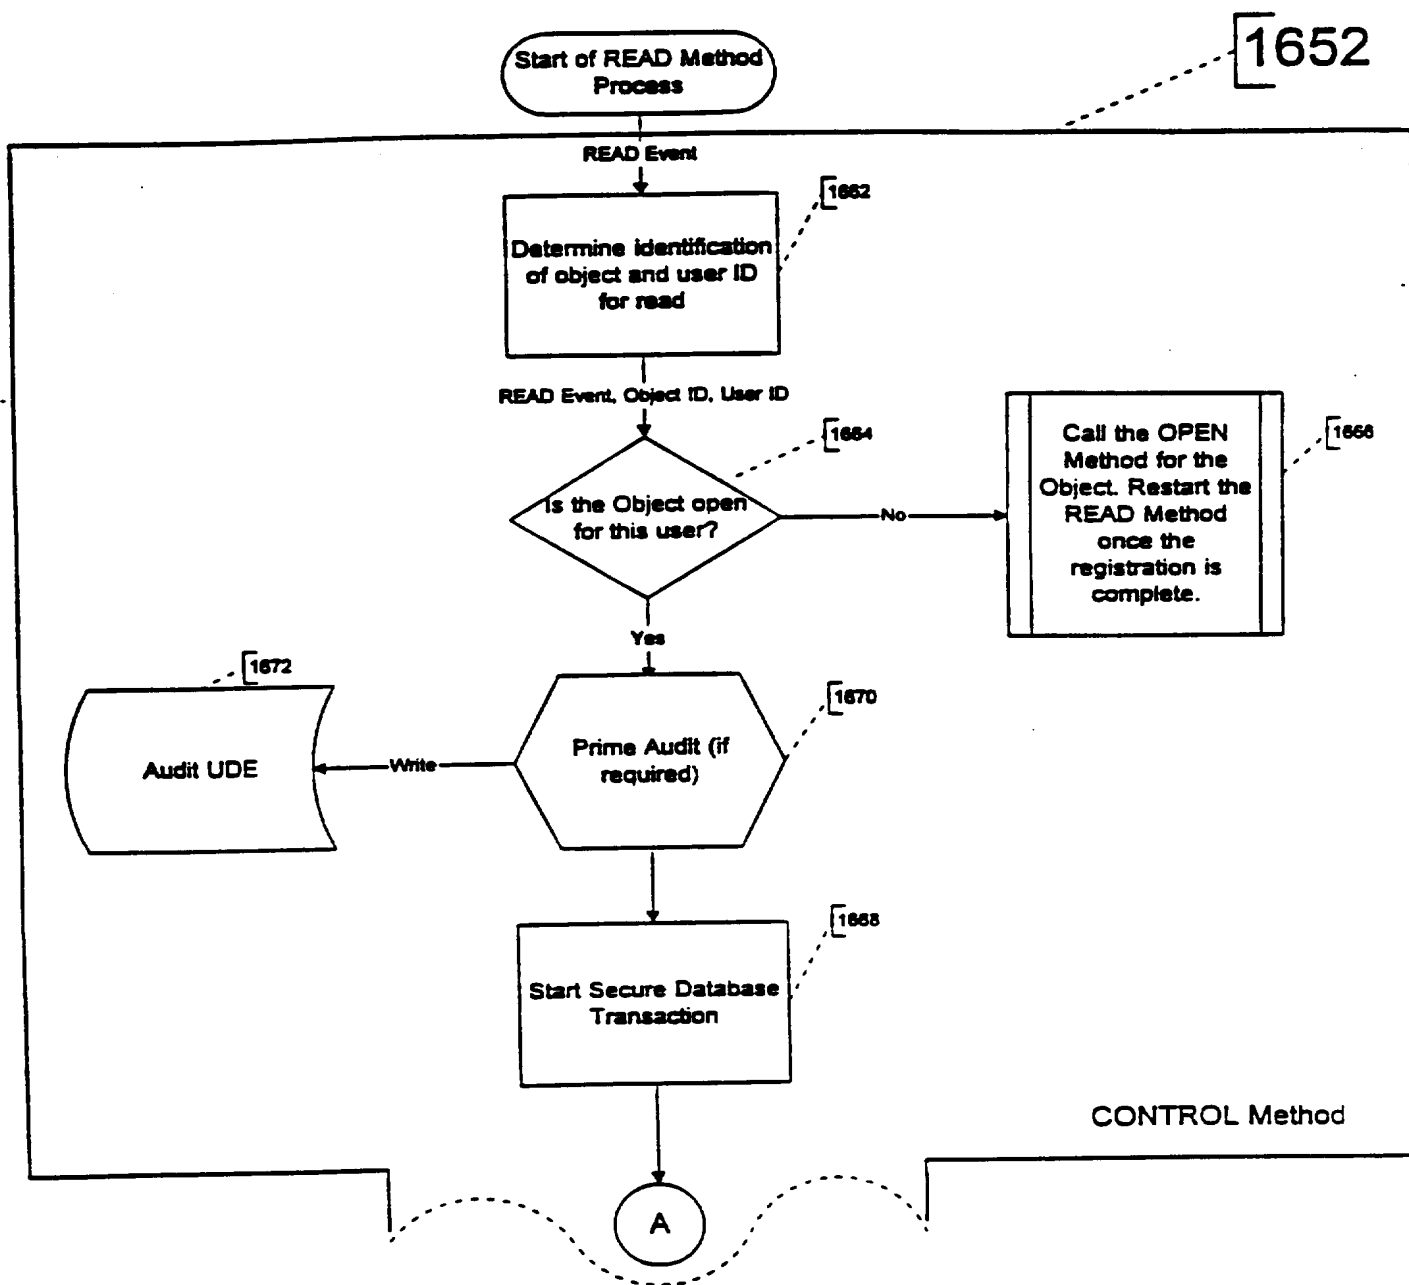 1652
Start of READ Method
Process
READ Event
1662
Determine identification
of object and user ID
for read
READ Event, Object ID, User ID
1664
Is the Object open
for this user?
No
Call the OPEN
Method for the
Object. Restart the
READ Method
once the
registration is
complete.
1666
Yes
1672
Audit UDE
Write
Prime Audit (if
required)
1670
1668
Start Secure Database
Transaction
CONTROL Method
A